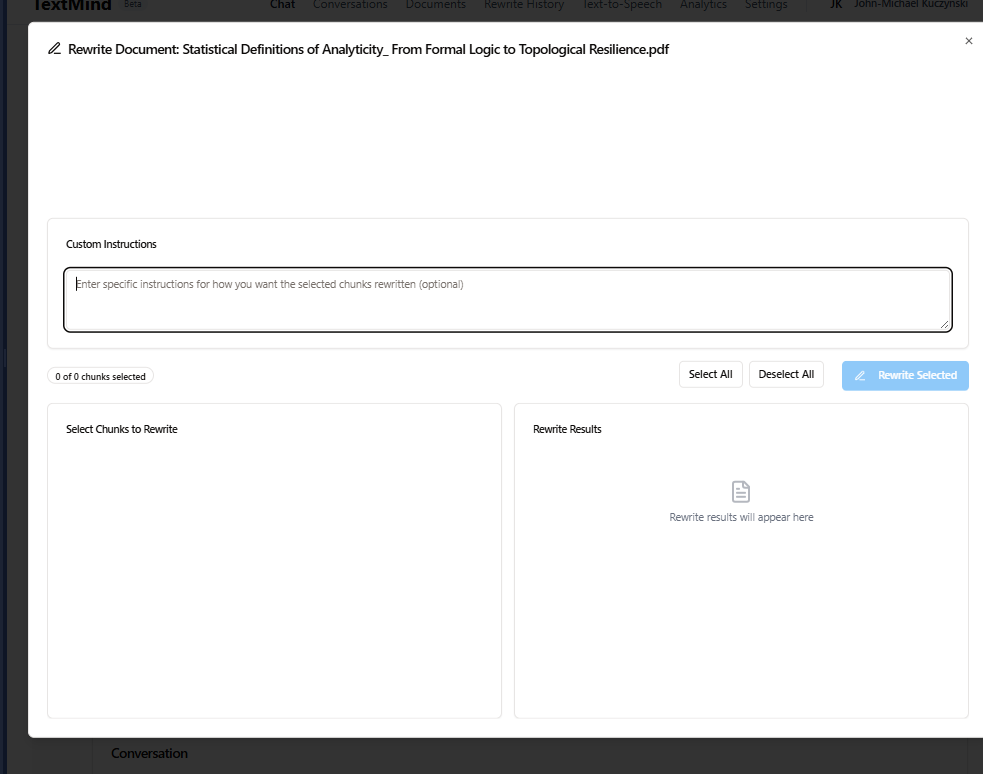 TextMind Beta Chat Conversations Documents Rewrite History Text-to-Speech Analytics Settings JK John-Michael Kuczynski
Rewrite Document: Statistical Definitions of Analyticity_ From Formal Logic to Topological Resilience.pdf
Custom Instructions
Enter specific instructions for how you want the selected chunks rewritten (optional)
0 of 0 chunks selected Select All Deselect All Rewrite Selected
Select Chunks to Rewrite
Rewrite Results
Rewrite results will appear here
Conversation